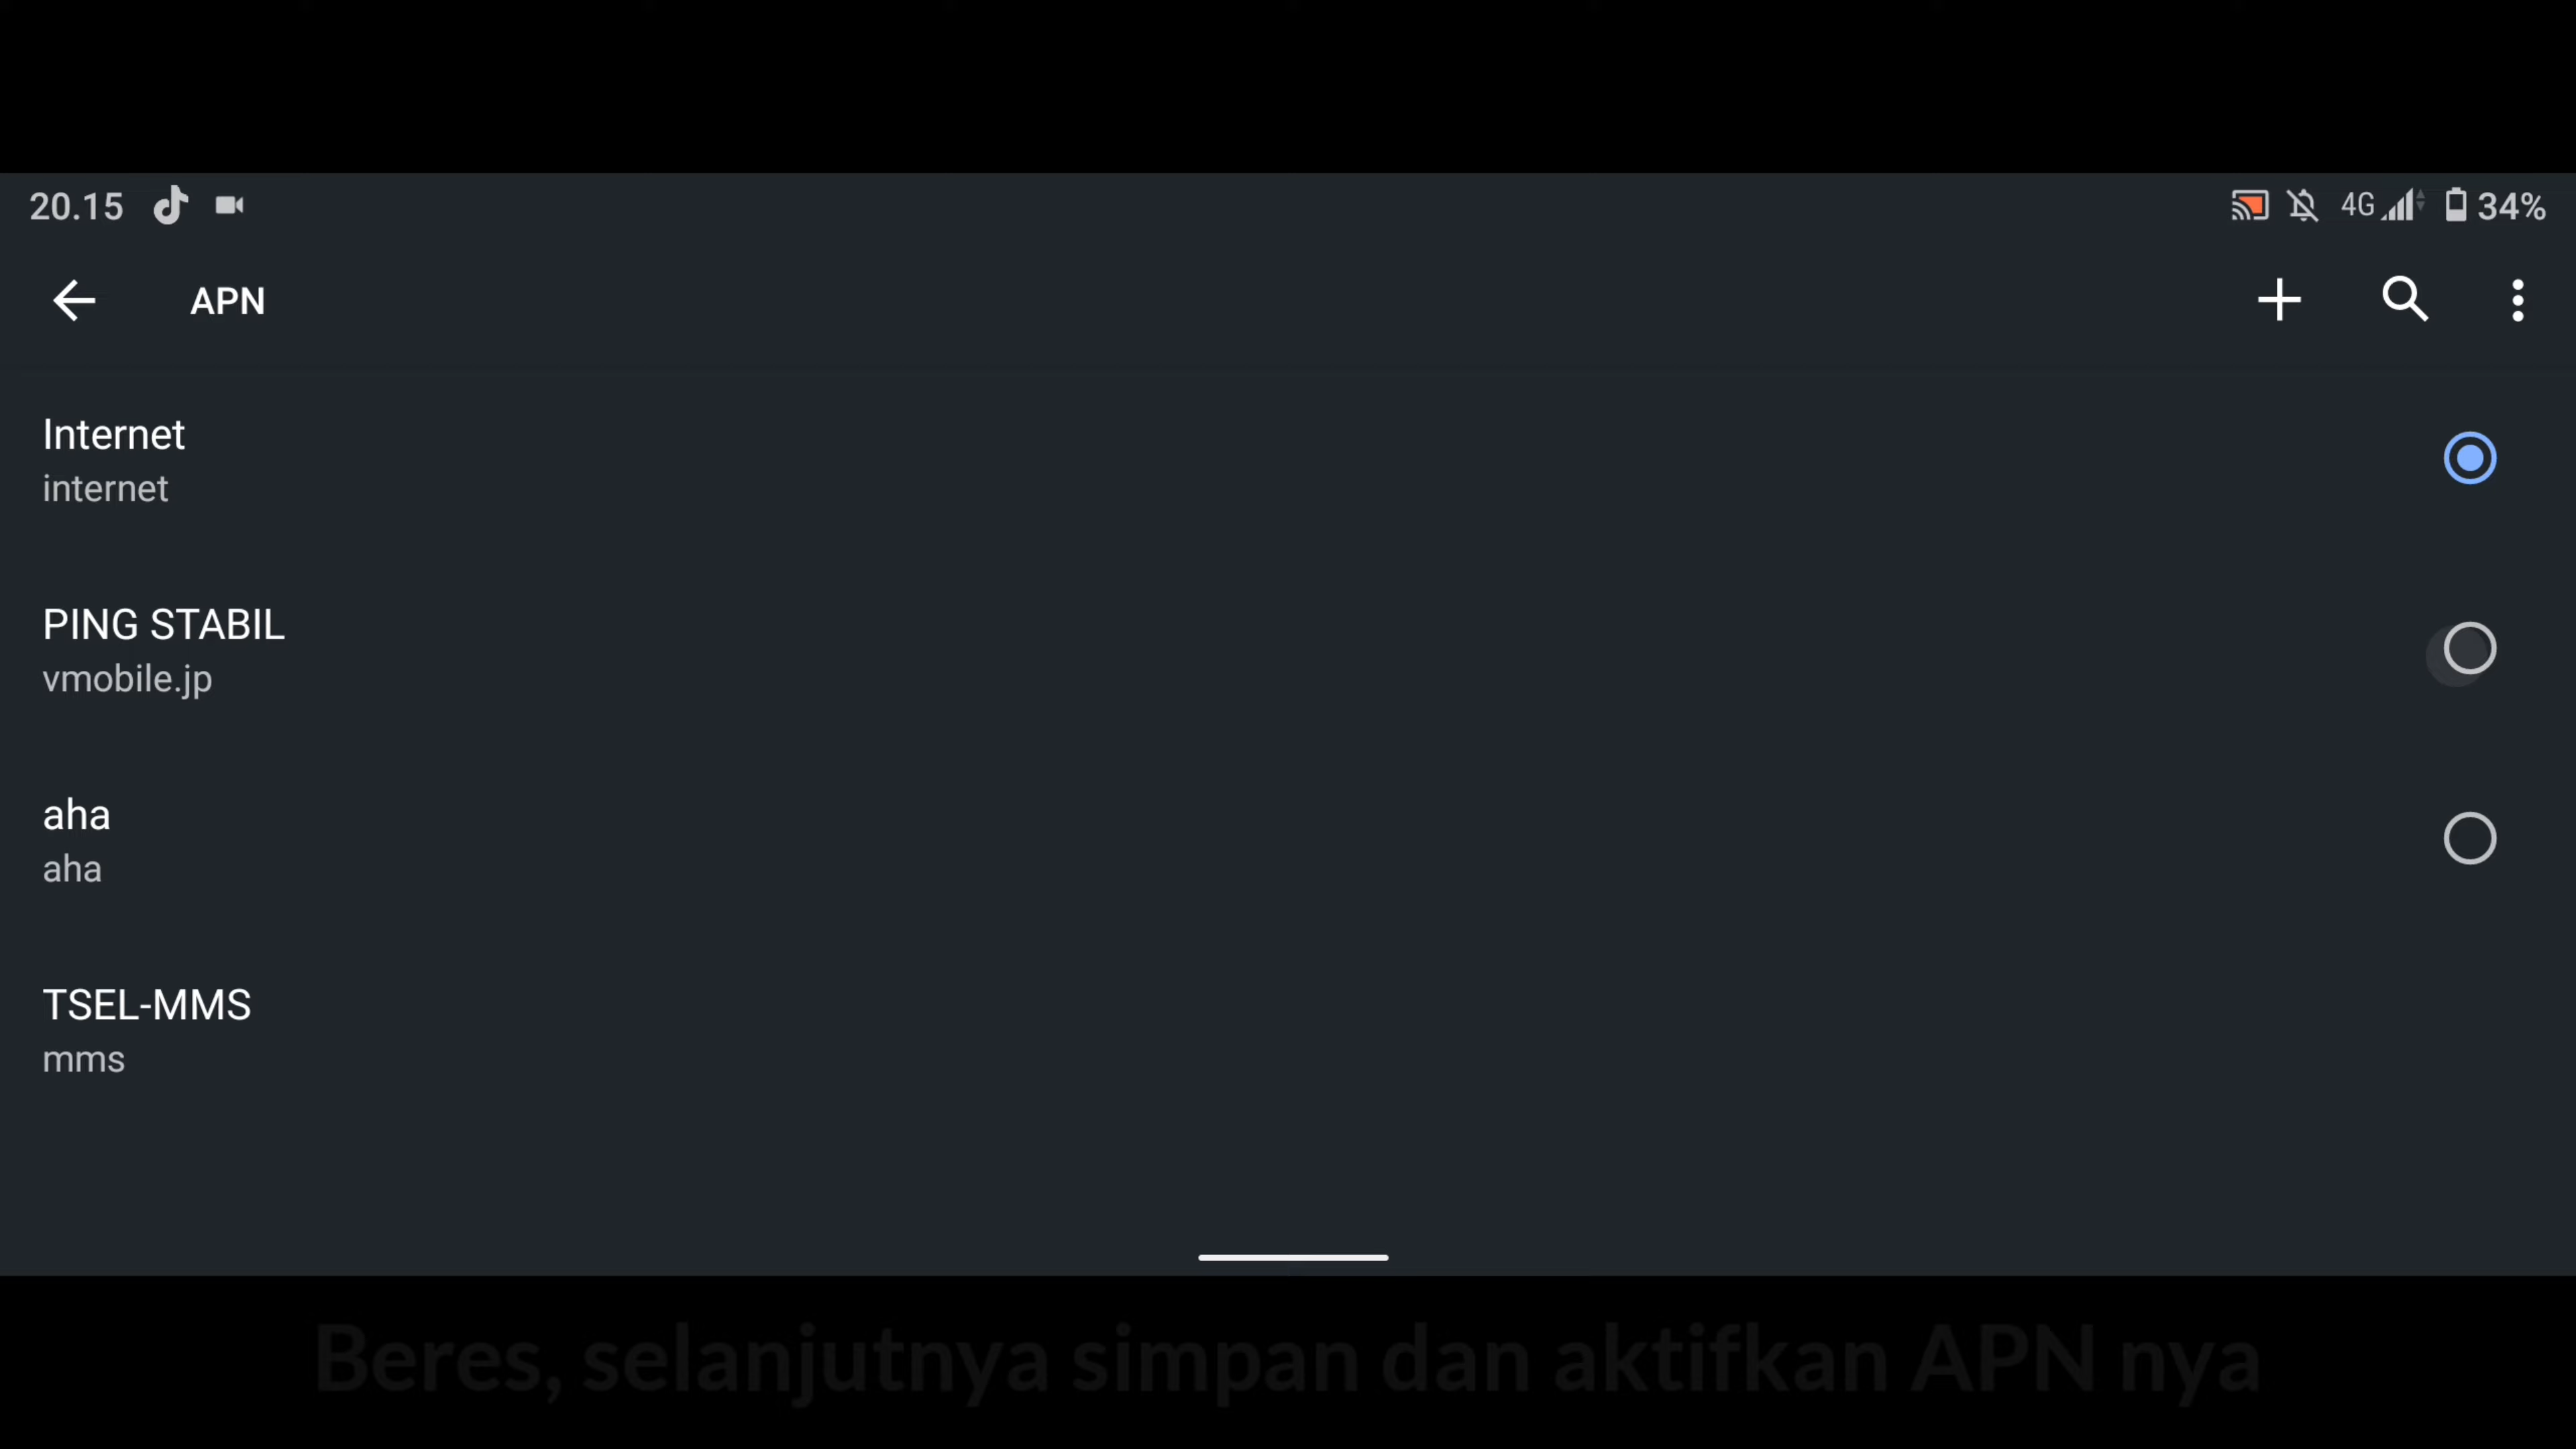 20.15
4G
34%
APN
Internet
internet
PING STABIL
vmobile.jp
aha
aha
TSEL-MMS
mms
Beres, selanjutnya simpan dan aktifkan APN nya